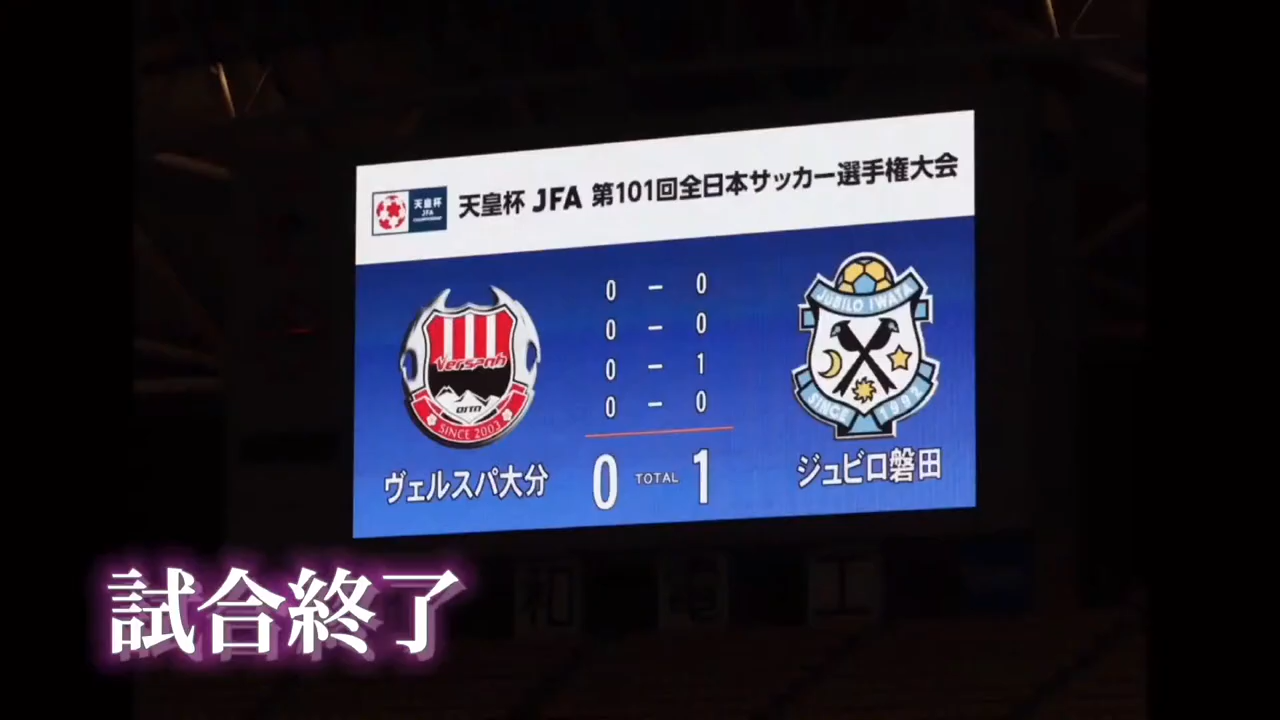 天皇杯 JFA 第101回全日本サッカー選手権大会
天皇杯
JFA
CHAMPIONSHIP
0 – 0
0 – 0
0 – 1
0 – 0
0 TOTAL 1
Verspah
OITA
SINCE 2003
ヴェルスパ大分
JUBILO IWATA
SINCE 1992
ジュビロ磐田
試合終了